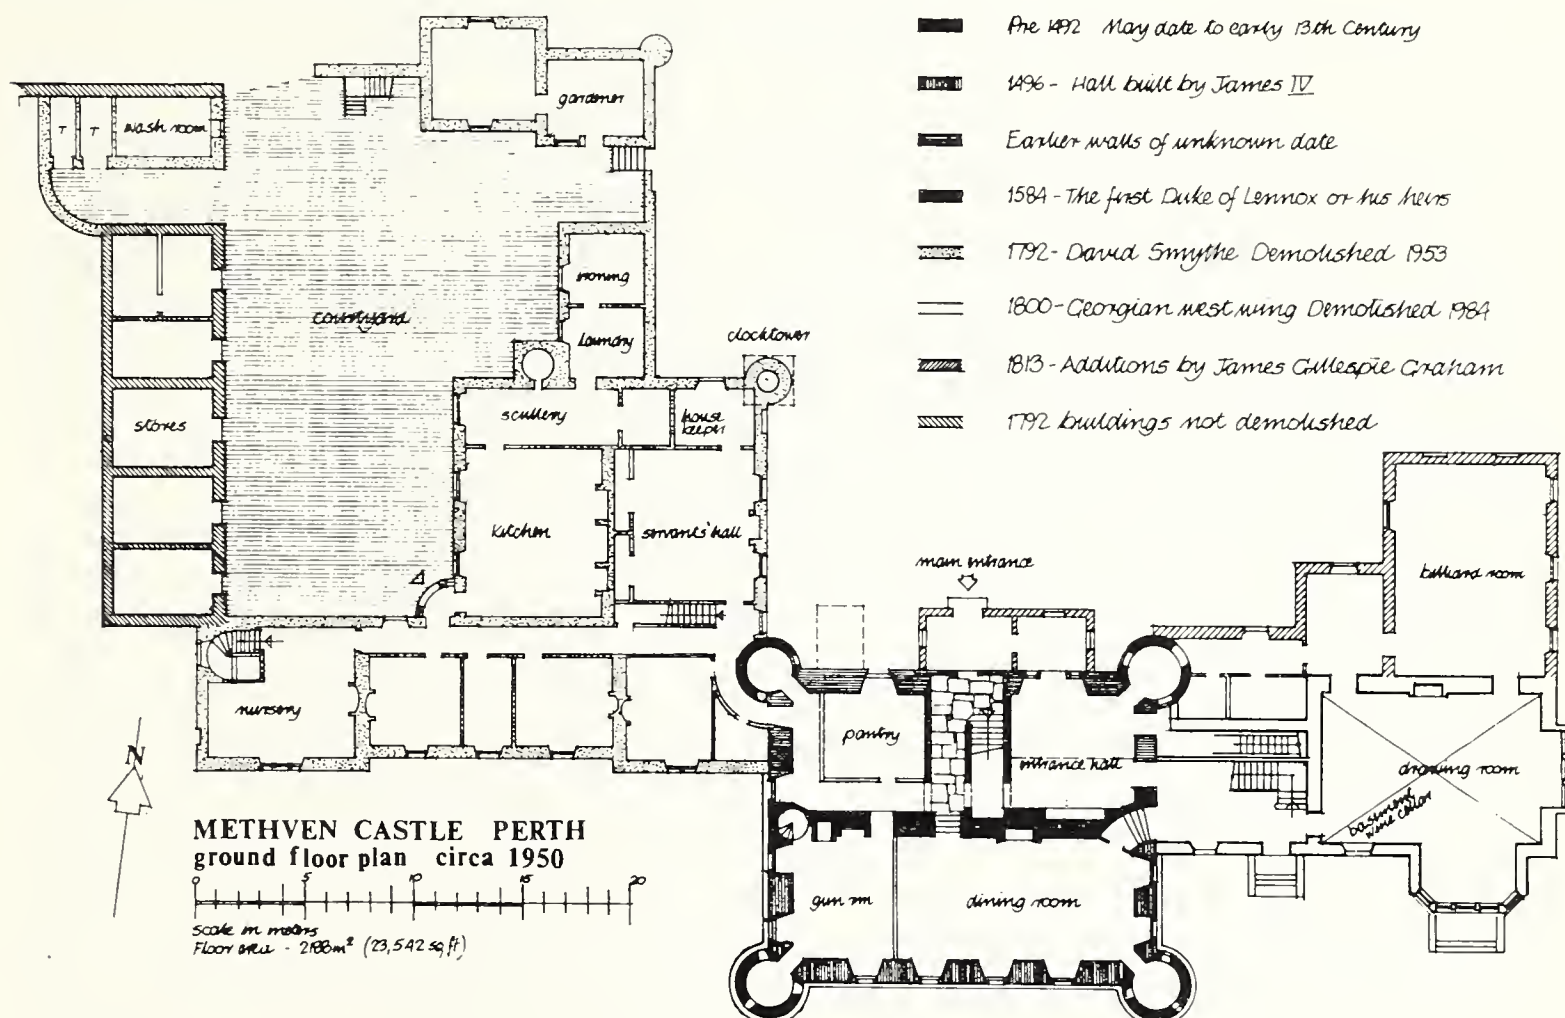 Pre 1492 May date to early 13th Century
1496 - Hall built by James IV
Earlier walls of unknown date
1584 - The first Duke of Lennox or his heirs
1792 - David Smythe Demolished 1953
1800 - Georgian west wing Demolished 1984
1813 - Additions by James Gillespie Graham
1792 buildings not demolished
gardener
T
T
wash room
ironing
courtyard
laundry
clocktower
scullery
house
keeper
stores
kitchen
servants' hall
main entrance
billiard room
nursery
pantry
entrance hall
drawing room
basement
wine cellar
N
METHVEN CASTLE PERTH
ground floor plan circa 1950
0 5 10 15 20
scale in meters
Floor area - 2188m² (23,542 sq ft)
gun rm
dining room